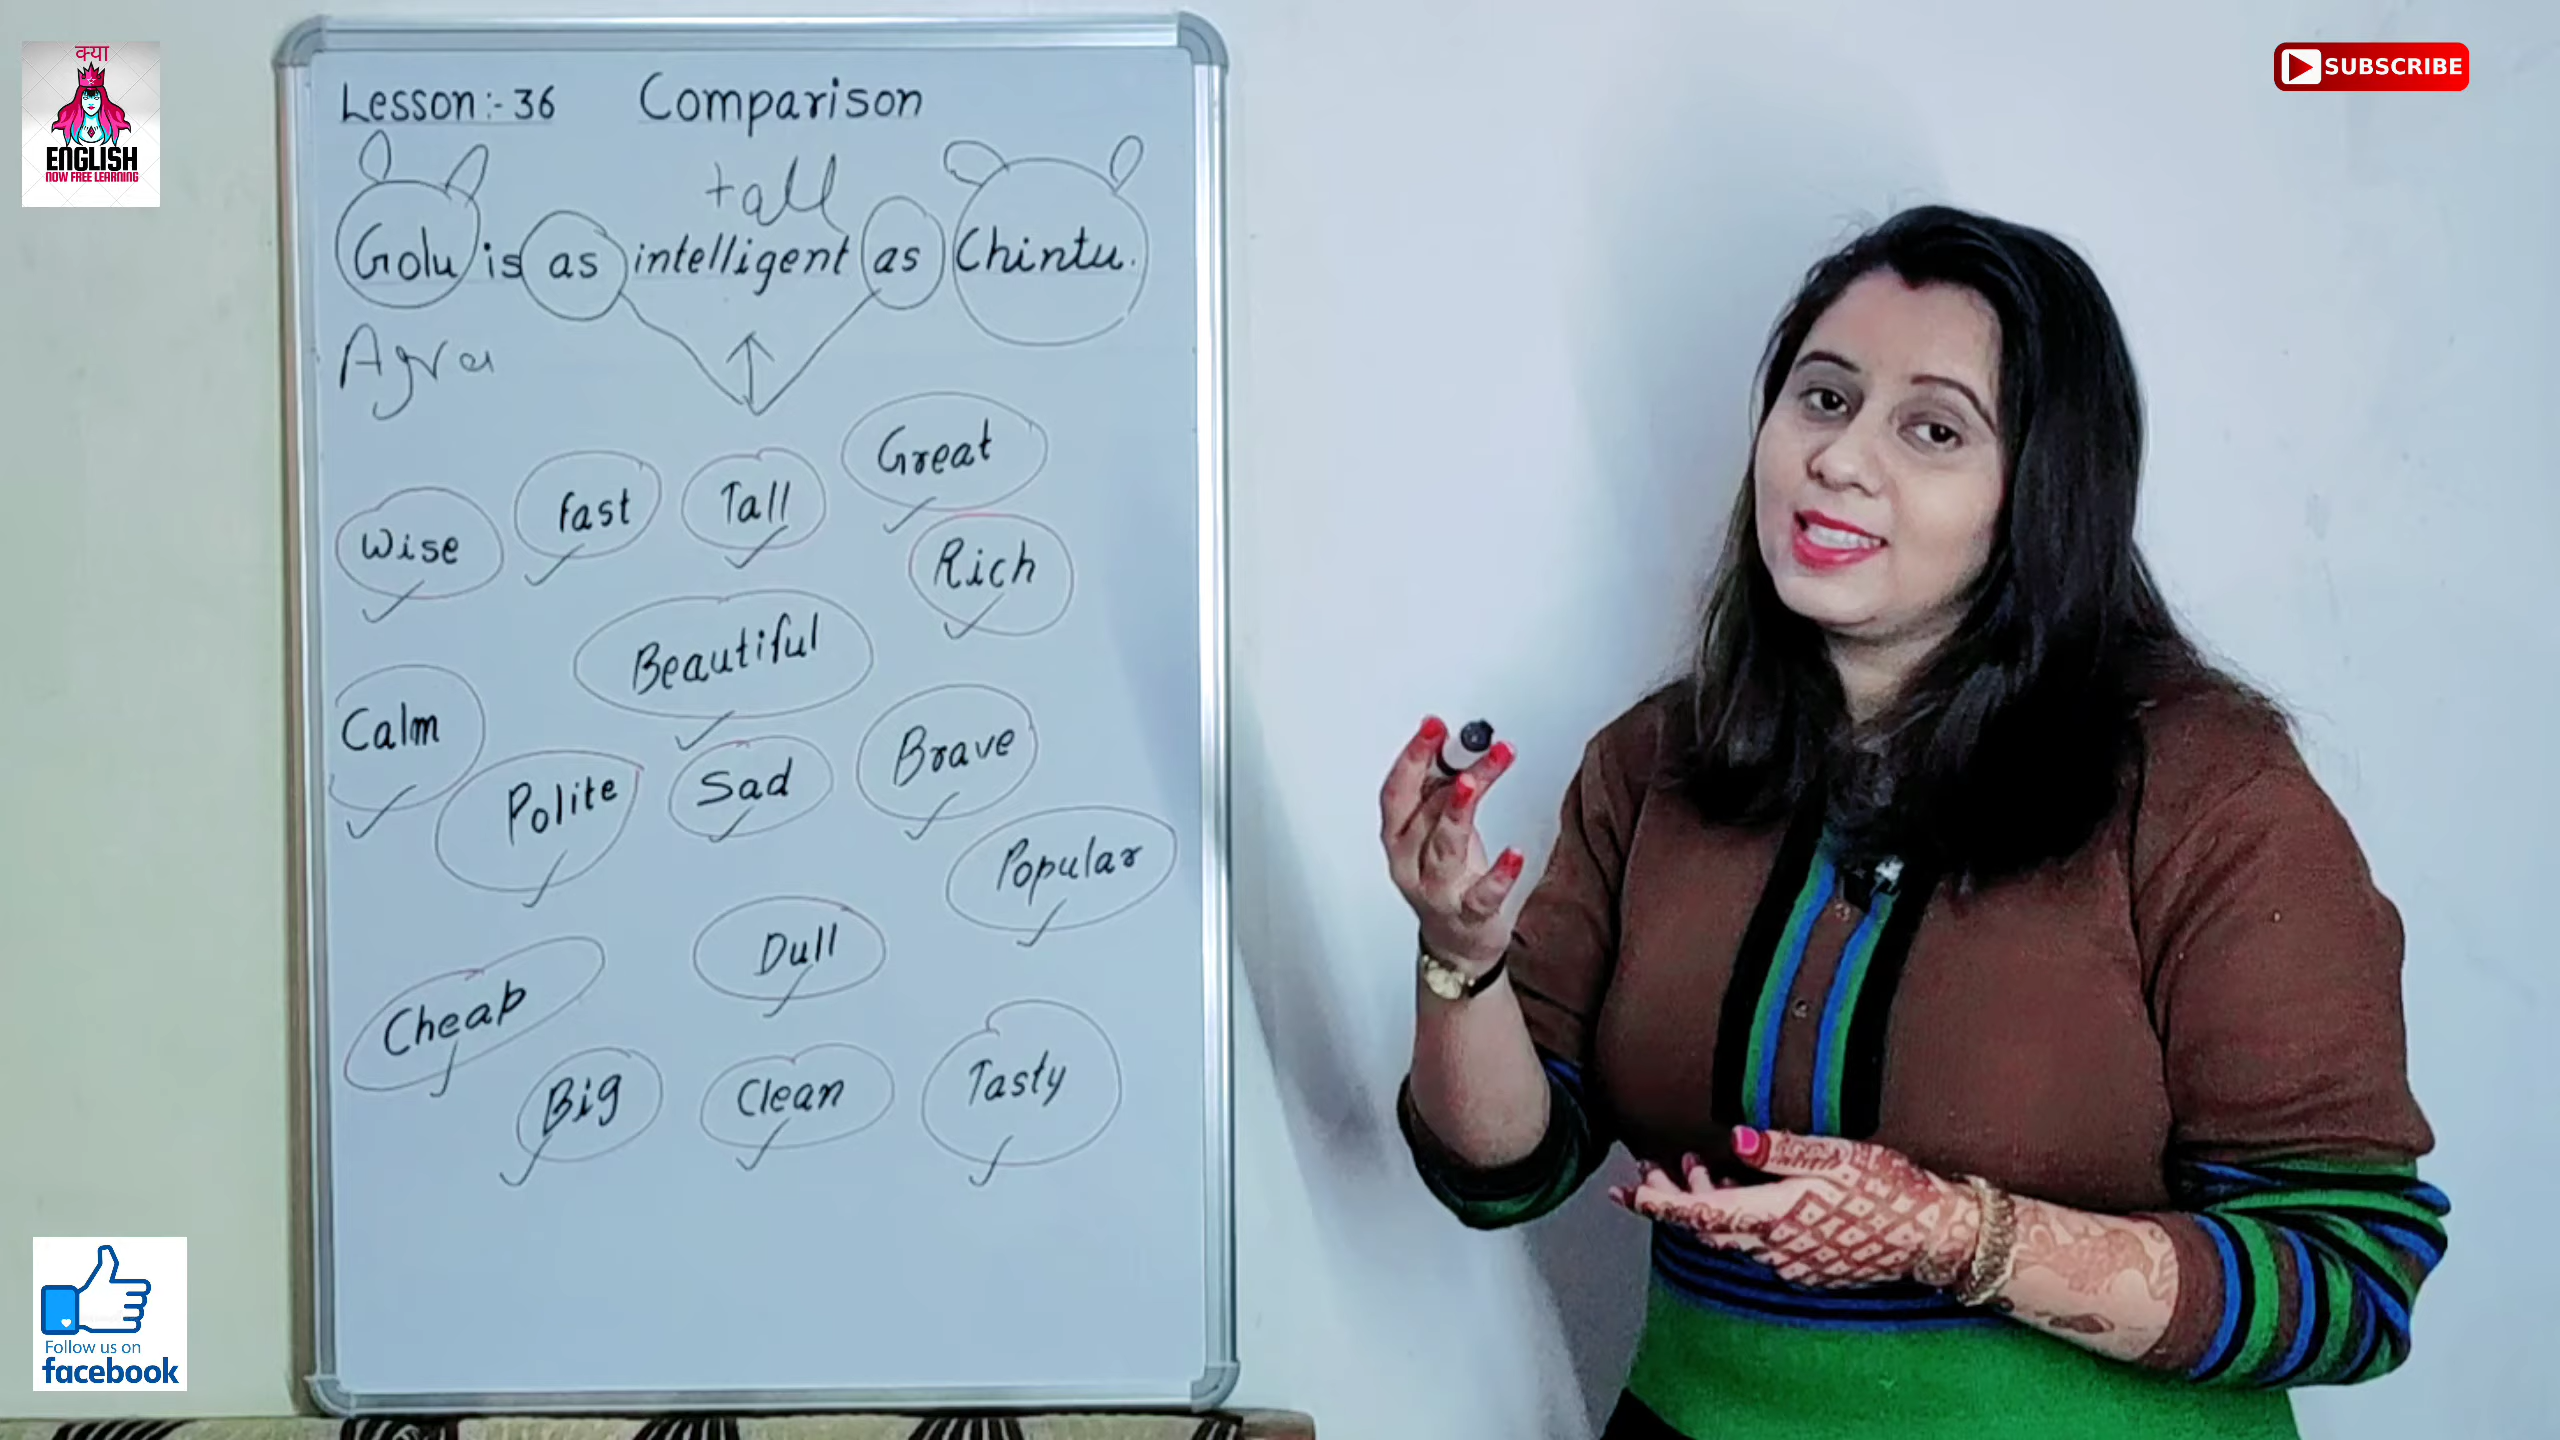 क्या
ENGLISH
NOW FREE LEARNING
SUBSCRIBE
Lesson:- 36 Comparison
tall
Golu is as intelligent as Chintu.
Agra
Great
Wise fast Tall
Rich
Beautiful
Calm
Polite Sad Brave
Popular
Dull
Cheap
Big Clean Tasty
Follow us on
facebook